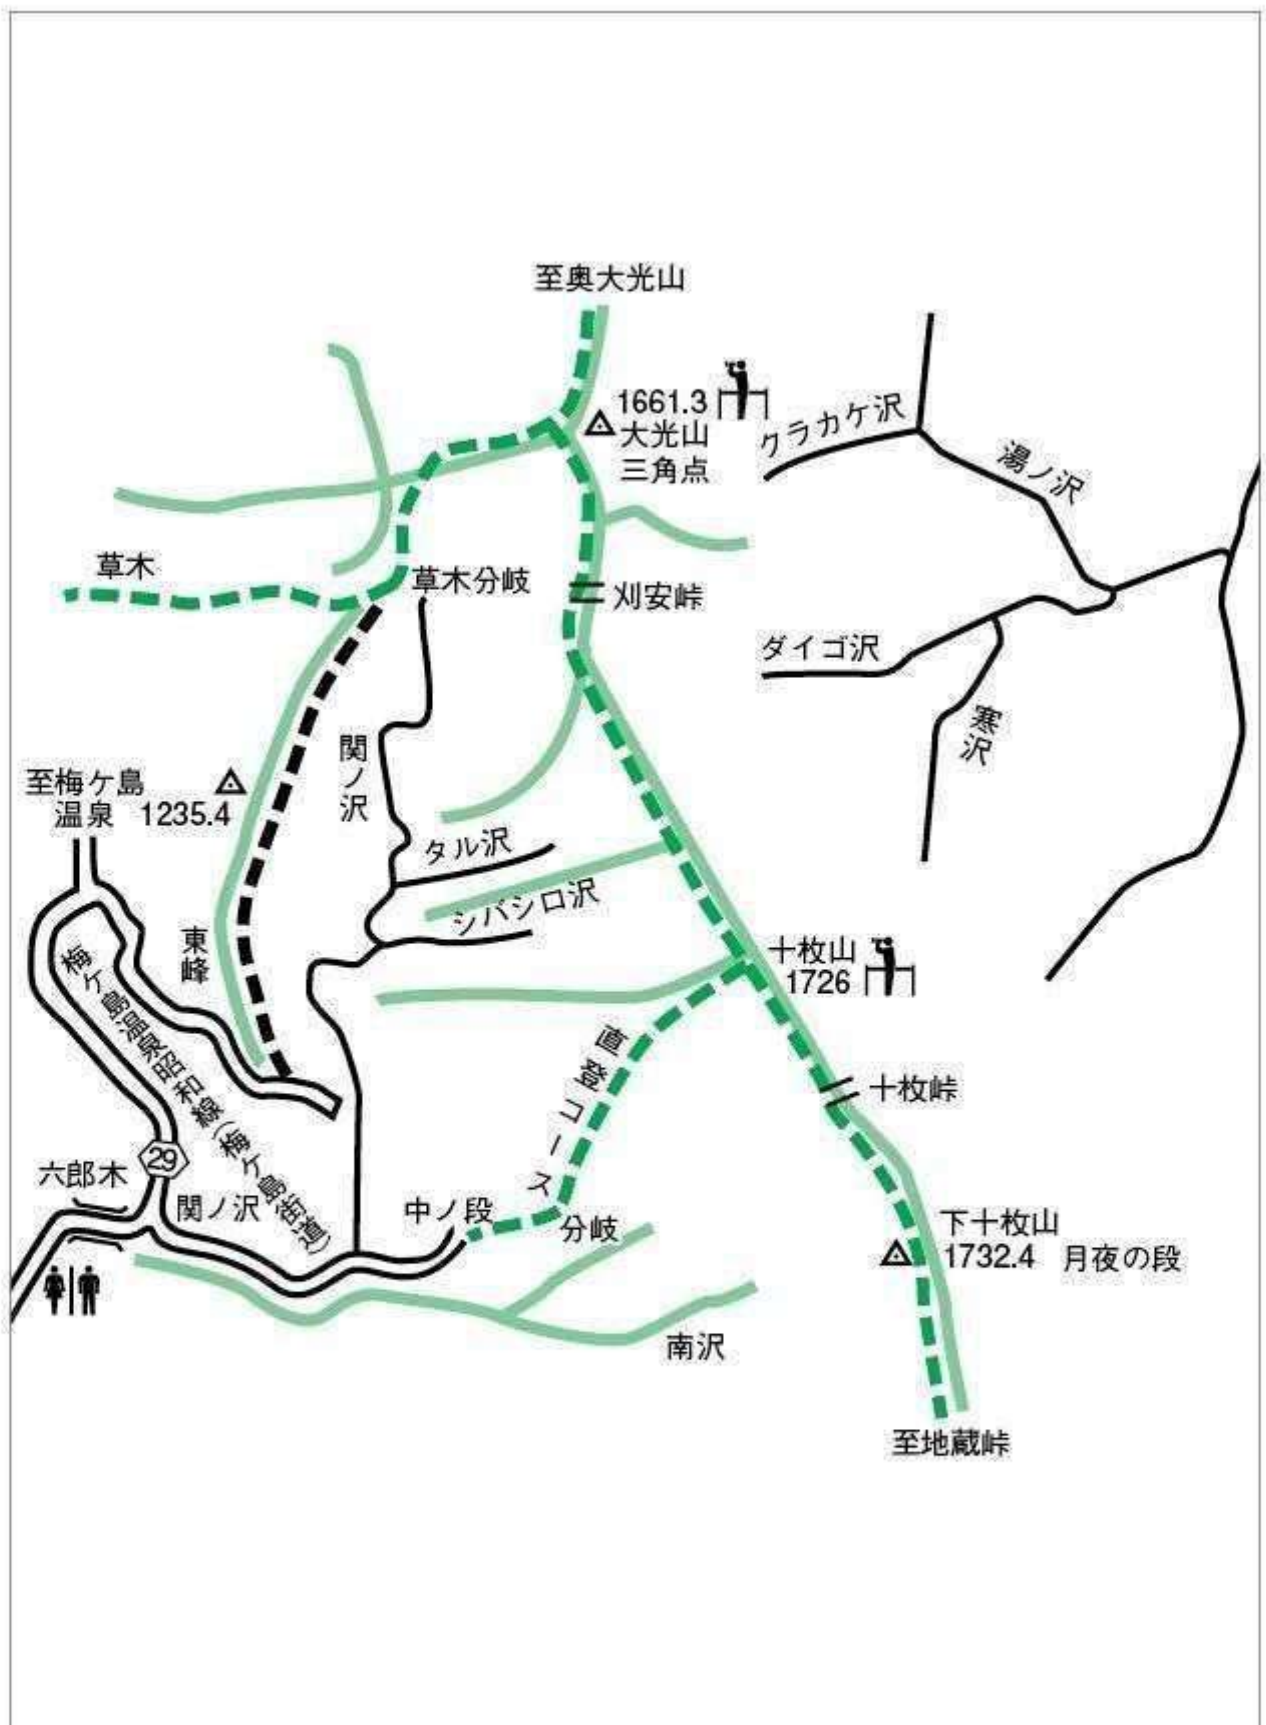 至奥大光山
1661.3
大光山
三角点
クラカケ沢
湯ノ沢
草木
草木分岐
刈安峠
ダイゴ沢
寒沢
関ノ沢
至梅ケ島
温泉 1235.4
タル沢
シバシロ沢
東峰
十枚山
1726
梅ケ島温泉昭和線(梅ケ島街道)
直登コース
十枚峠
29
六郎木
関ノ沢
中ノ段
分岐
下十枚山
1732.4 月夜の段
南沢
至地蔵峠